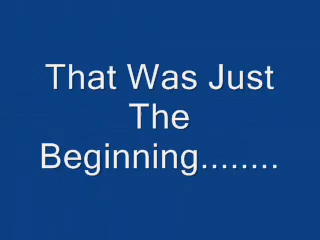 That Was Just
The
Beginning........